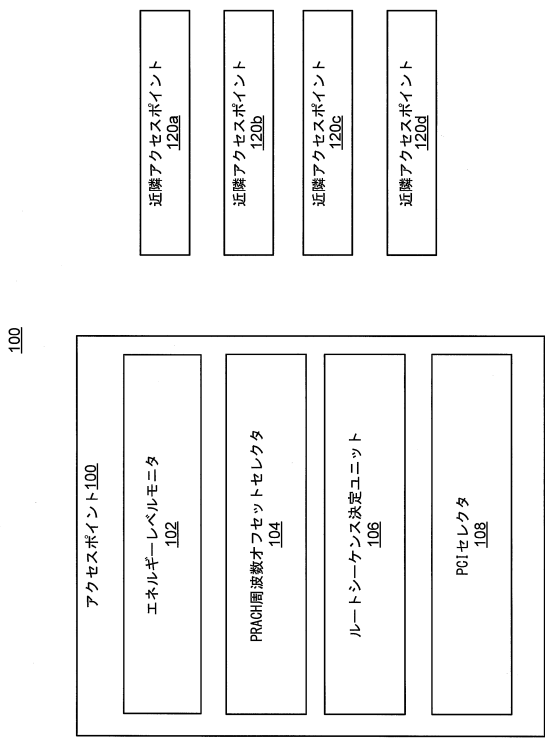 100
アクセスポイント100
エネルギーレベルモニタ
102
PRACH周波数オフセットセレクタ
104
ルートシーケンス決定ユニット
106
PCIセレクタ
108
近隣アクセスポイント
120a
近隣アクセスポイント
120b
近隣アクセスポイント
120c
近隣アクセスポイント
120d